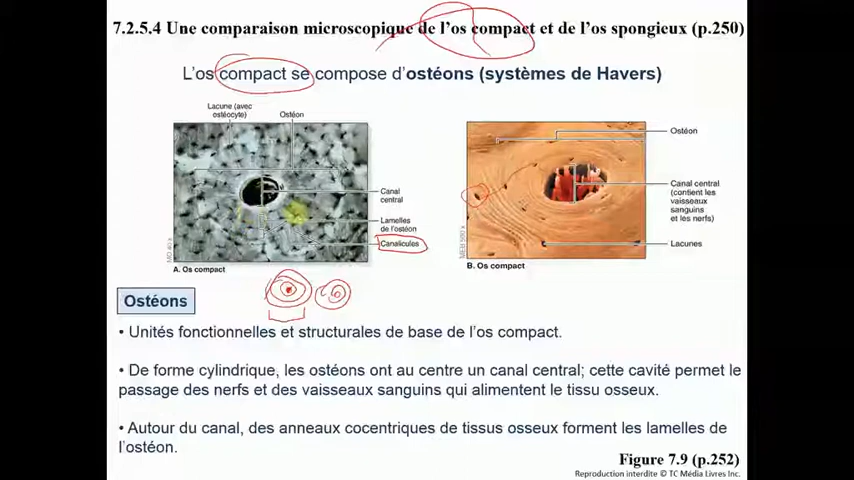 7.2.5.4 Une comparaison microscopique de l’os compact et de l’os spongieux (p.250)
L’os compact se compose d’ostéons (systèmes de Havers)
Lacune (avec
ostéocyte)
Ostéon
Canal
central
Lamelles
de l’ostéon
Canalicules
MO 40 x
A. Os compact
Ostéon
Canal central
(contient les
vaisseaux
sanguins
et les nerfs)
Lacunes
B. Os compact
Ostéons
• Unités fonctionnelles et structurales de base de l’os compact.
• De forme cylindrique, les ostéons ont au centre un canal central; cette cavité permet le
passage des nerfs et des vaisseaux sanguins qui alimentent le tissu osseux.
• Autour du canal, des anneaux cocentriques de tissus osseux forment les lamelles de
l’ostéon.
Figure 7.9 (p.252)
Reproduction interdite © TC Média Livres Inc.